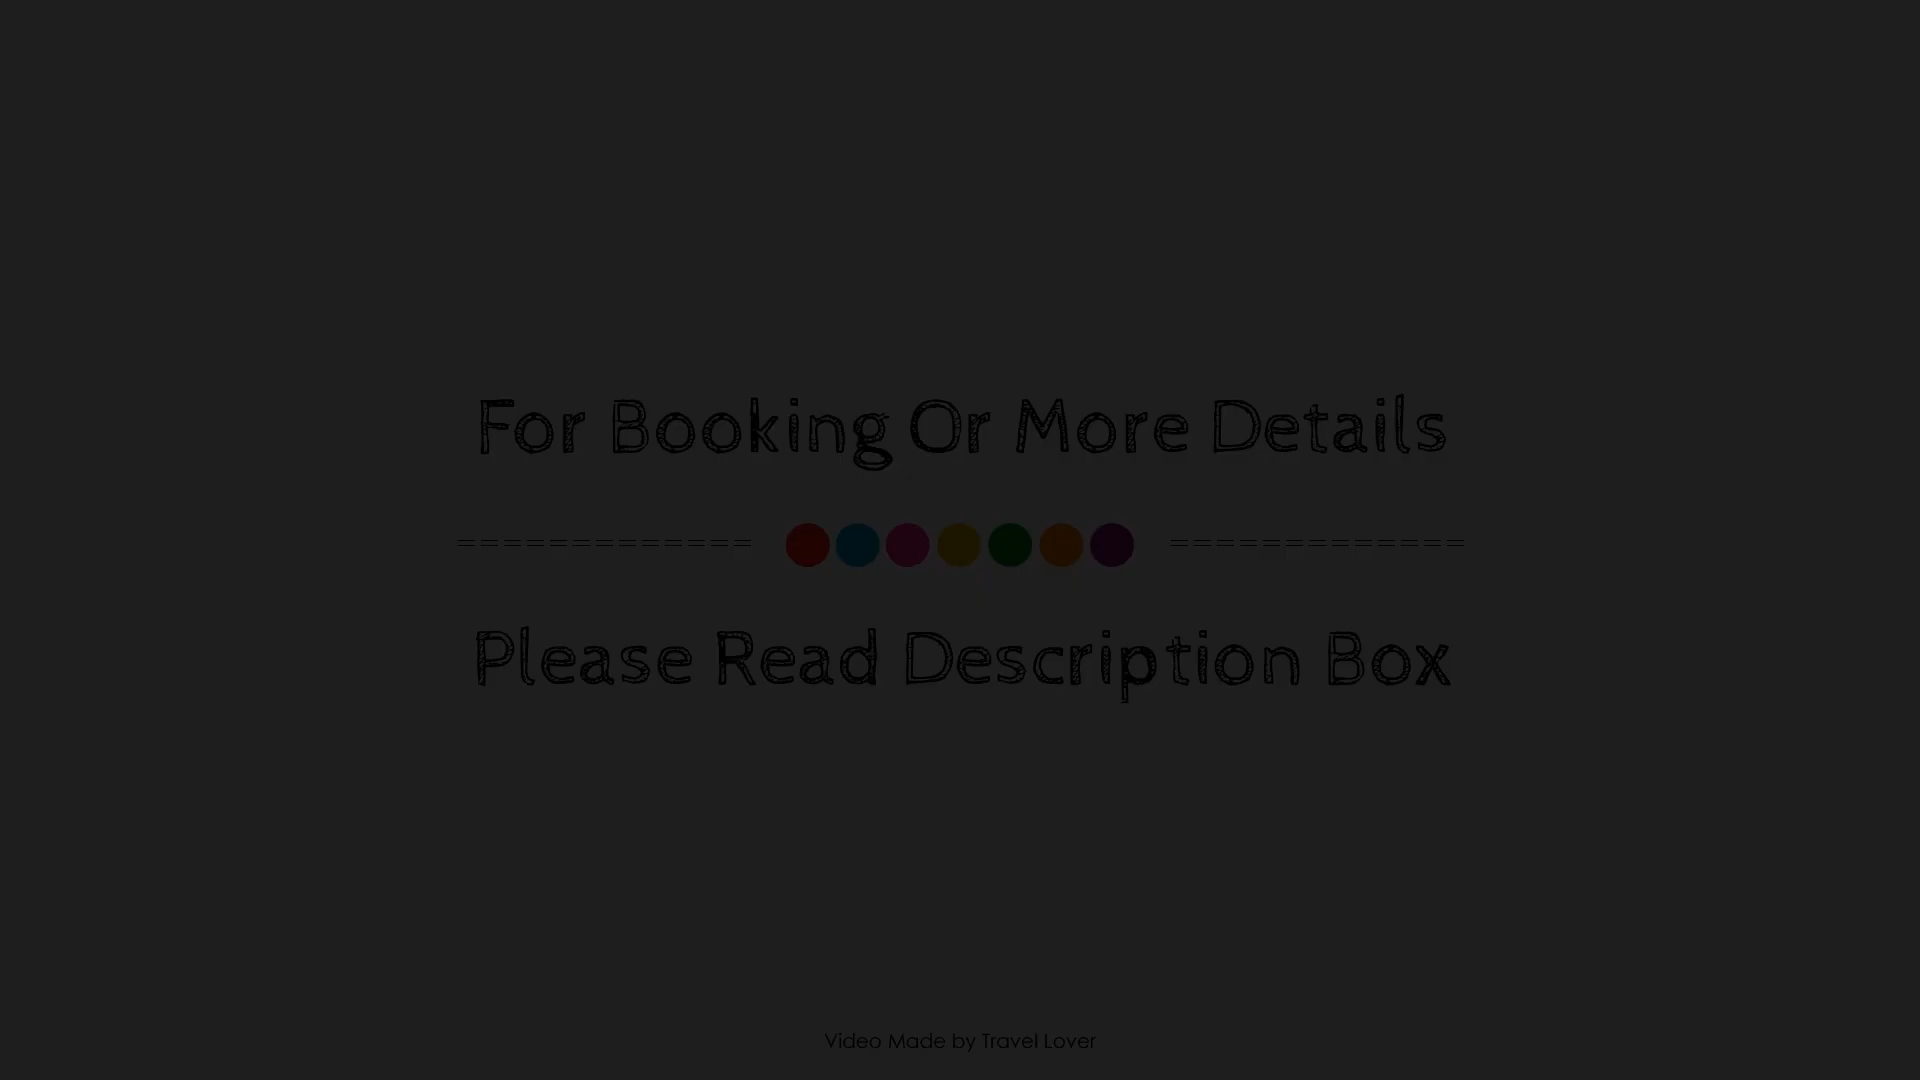 For Booking Or More Details
============= =============
Please Read Description Box
Video Made by Travel Lover